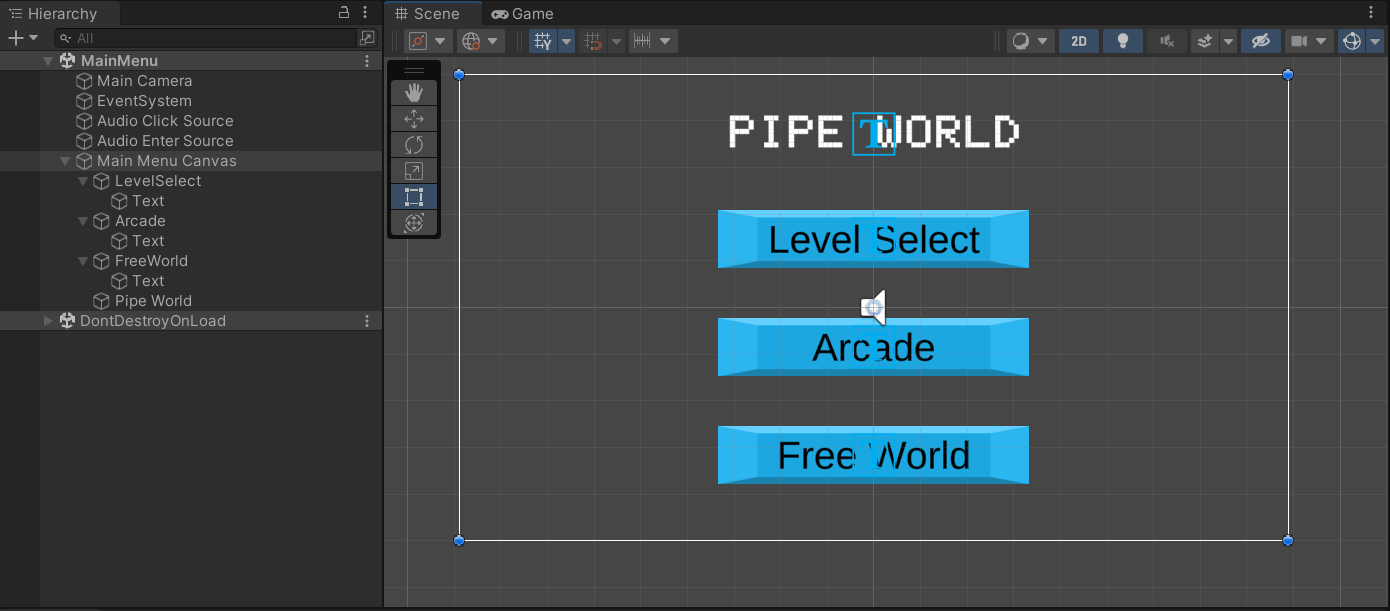 Hierarchy
All
MainMenu
Main Camera
EventSystem
Audio Click Source
Audio Enter Source
Main Menu Canvas
LevelSelect
Text
Arcade
Text
FreeWorld
Text
Pipe World
DontDestroyOnLoad
Scene
Game
2D
PIPE WORLD
T
Level Select
Arcade
Free World